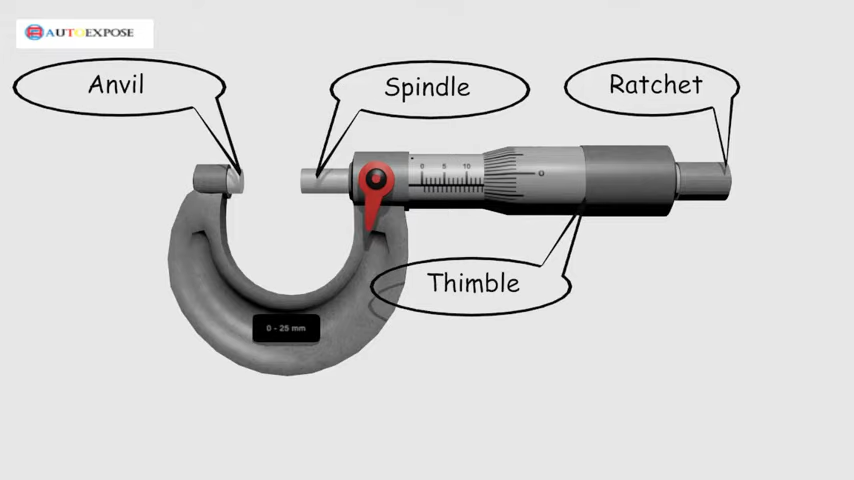 AUTOEXPOSE
Anvil
Spindle
Ratchet
0 5 10
0
Thimble
0 - 25 mm